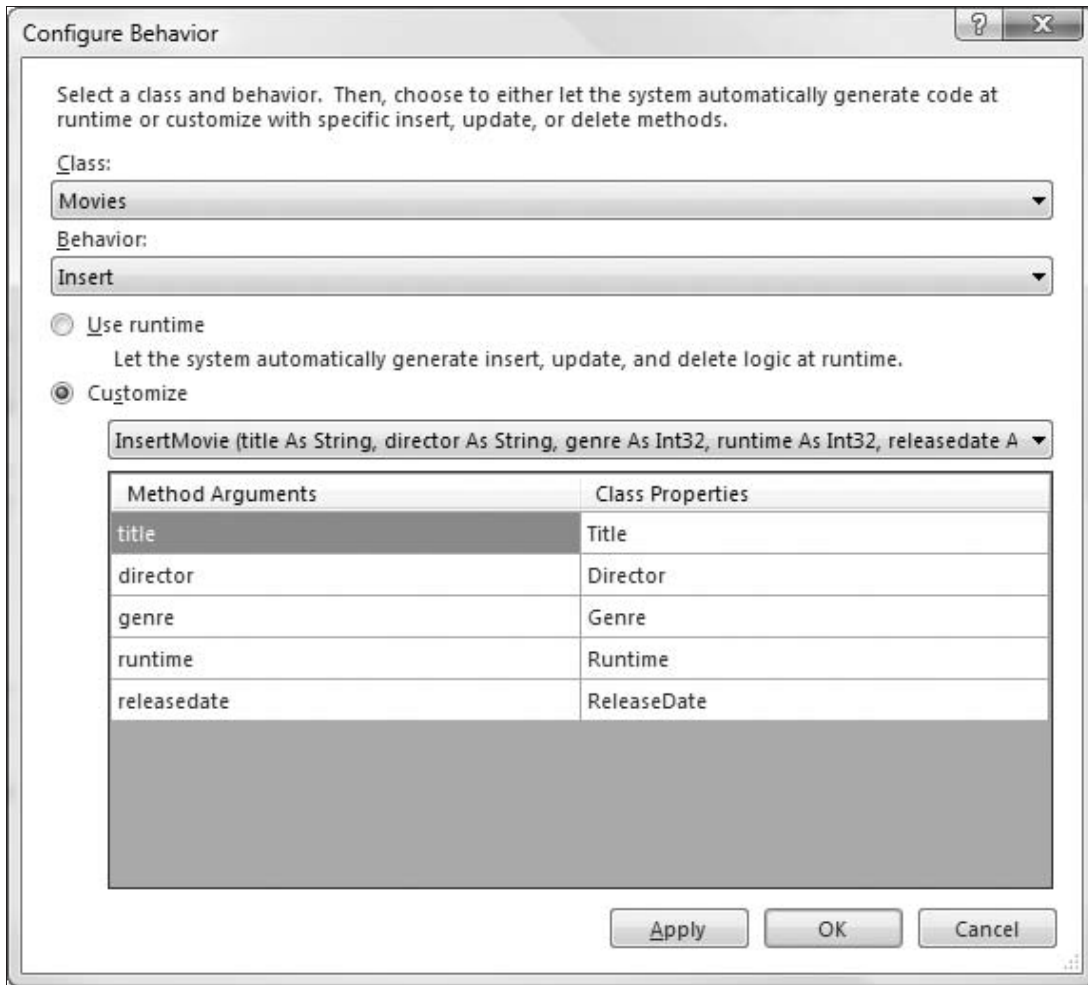 Configure Behavior
Select a class and behavior. Then, choose to either let the system automatically generate code at
runtime or customize with specific insert, update, or delete methods.
Class:
Movies
Behavior:
Insert
Use runtime
Let the system automatically generate insert, update, and delete logic at runtime.
Customize
InsertMovie (title As String, director As String, genre As Int32, runtime As Int32, releasedate A
Method Arguments Class Properties
title Title
director Director
genre Genre
runtime Runtime
releasedate ReleaseDate
Apply OK Cancel